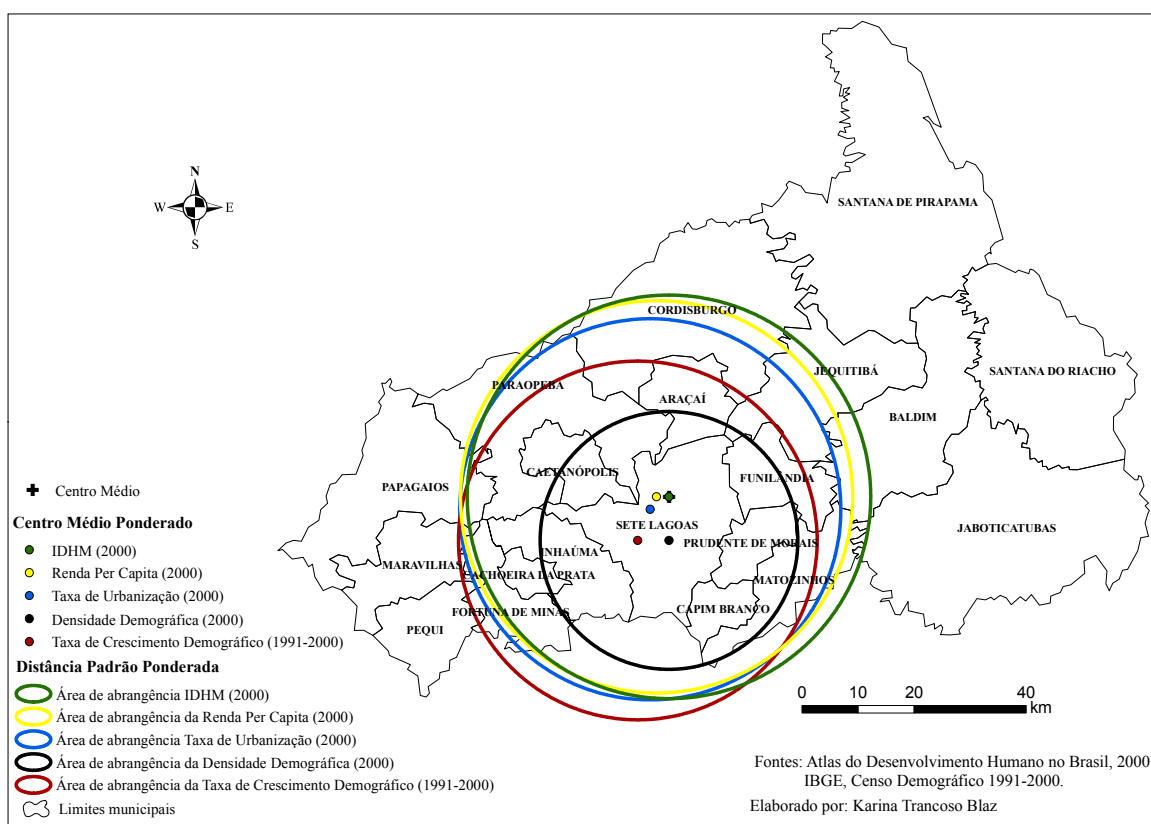 N
W
E
S
SANTANA DE PIRAPAMA
CORDISBURGO
JEQUITIBÁ
SANTANA DO RIACHO
PARAOPEBA
ARAÇAÍ
BALDIM
CAETANÓPOLIS
FUNILÂNDIA
PAPAGAIOS
SETE LAGOAS
JABOTICATUBAS
PRUDENTE DE MORAIS
INHAÚMA
MARAVILHAS
CACHOEIRA DA PRATA
MATOZINHOS
FORTUNA DE MINAS
CAPIM BRANCO
PEQUI
Centro Médio
Centro Médio Ponderado
IDHM (2000)
Renda Per Capita (2000)
Taxa de Urbanização (2000)
Densidade Demográfica (2000)
Taxa de Crescimento Demográfico (1991-2000)
Distância Padrão Ponderada
Área de abrangência IDHM (2000)
Área de abrangência da Renda Per Capita (2000)
Área de abrangência Taxa de Urbanização (2000)
Área de abrangência da Densidade Demográfica (2000)
Área de abrangência da Taxa de Crescimento Demográfico (1991-2000)
Limites municipais
0 10 20 40
km
Fontes: Atlas do Desenvolvimento Humano no Brasil, 2000
IBGE, Censo Demográfico 1991-2000.
Elaborado por: Karina Trancoso Blaz